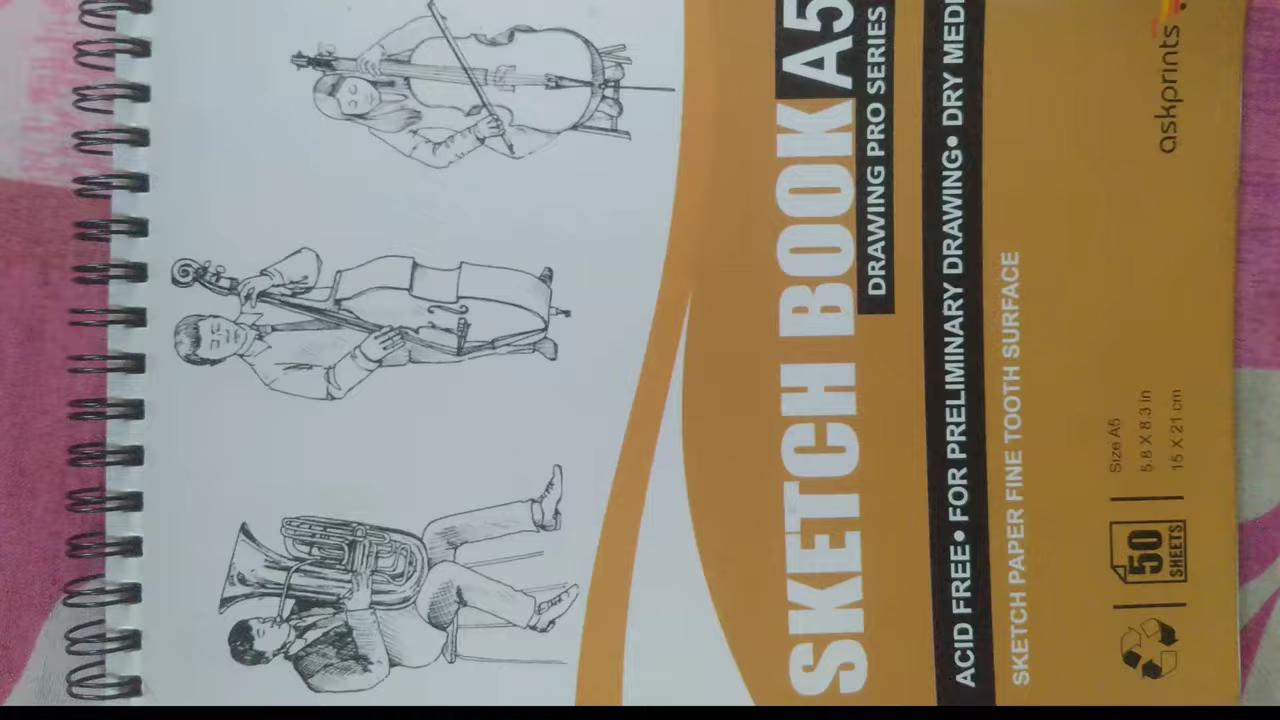 SKETCH BOOK A5
DRAWING PRO SERIES
ACID FREE• FOR PRELIMINARY DRAWING• DRY MEDI
SKETCH PAPER FINE TOOTH SURFACE
50
SHEETS
Size A5
5.8 X 8.3 in
15 X 21 cm
askprints